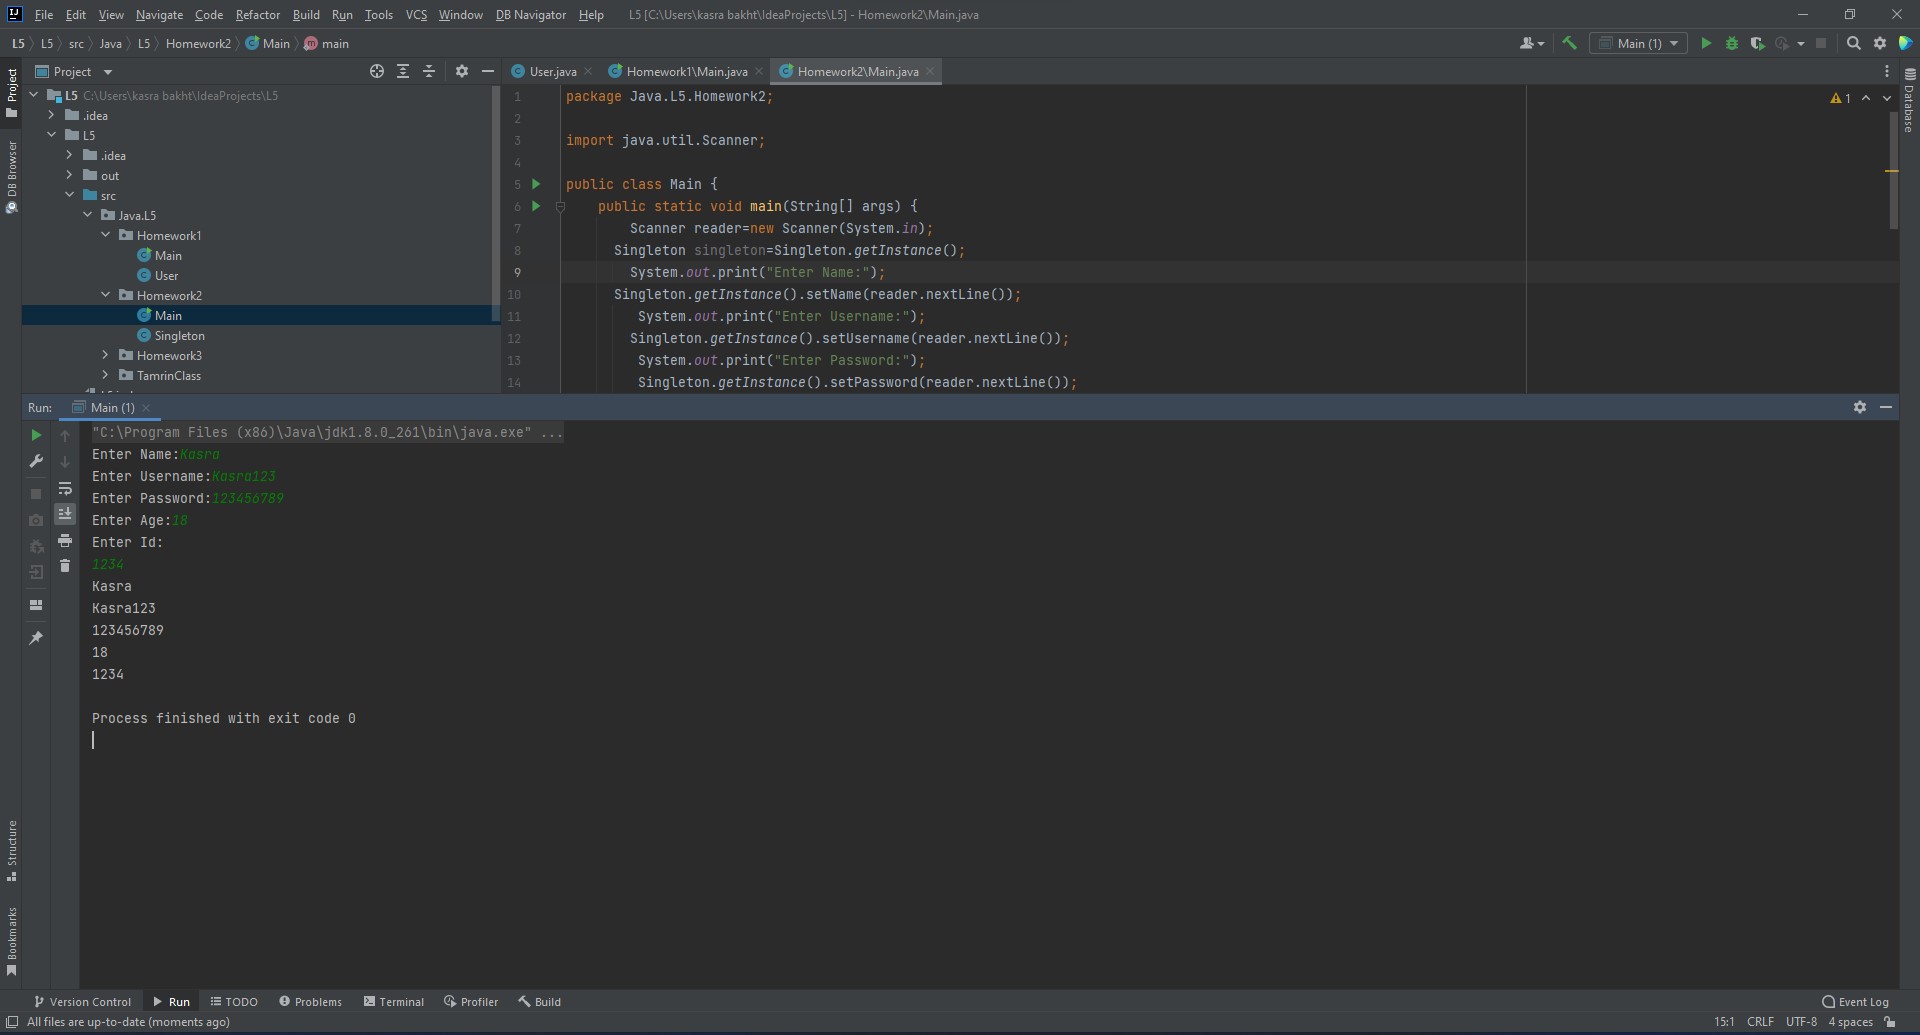 File Edit View Navigate Code Refactor Build Run Tools VCS Window DB Navigator Help L5 [C:\Users\kasra bakht\IdeaProjects\L5] - Homework2\Main.java
L5 L5 src Java L5 Homework2 Main main Main (1)
Project
User.java Homework1\Main.java Homework2\Main.java
Project
DB Browser
Structure
Bookmarks
Database
L5 C:\Users\kasra bakht\IdeaProjects\L5
.idea
L5
.idea
out
src
Java.L5
Homework1
Main
User
Homework2
Main
Singleton
Homework3
TamrinClass
1 package Java.L5.Homework2;
2
3 import java.util.Scanner;
4
5 public class Main {
6 public static void main(String[] args) {
7 Scanner reader=new Scanner(System.in);
8 Singleton singleton=Singleton.getInstance();
9 System.out.print("Enter Name:");
10 Singleton.getInstance().setName(reader.nextLine());
11 System.out.print("Enter Username:");
12 Singleton.getInstance().setUsername(reader.nextLine());
13 System.out.print("Enter Password:");
14 Singleton.getInstance().setPassword(reader.nextLine());
1
Run: Main (1)
"C:\Program Files (x86)\Java\jdk1.8.0_261\bin\java.exe" ...
Enter Name:Kasra
Enter Username:Kasra123
Enter Password:123456789
Enter Age:18
Enter Id:
1234
Kasra
Kasra123
123456789
18
1234
Process finished with exit code 0
Version Control Run TODO Problems Terminal Profiler Build Event Log
All files are up-to-date (moments ago) 15:1 CRLF UTF-8 4 spaces